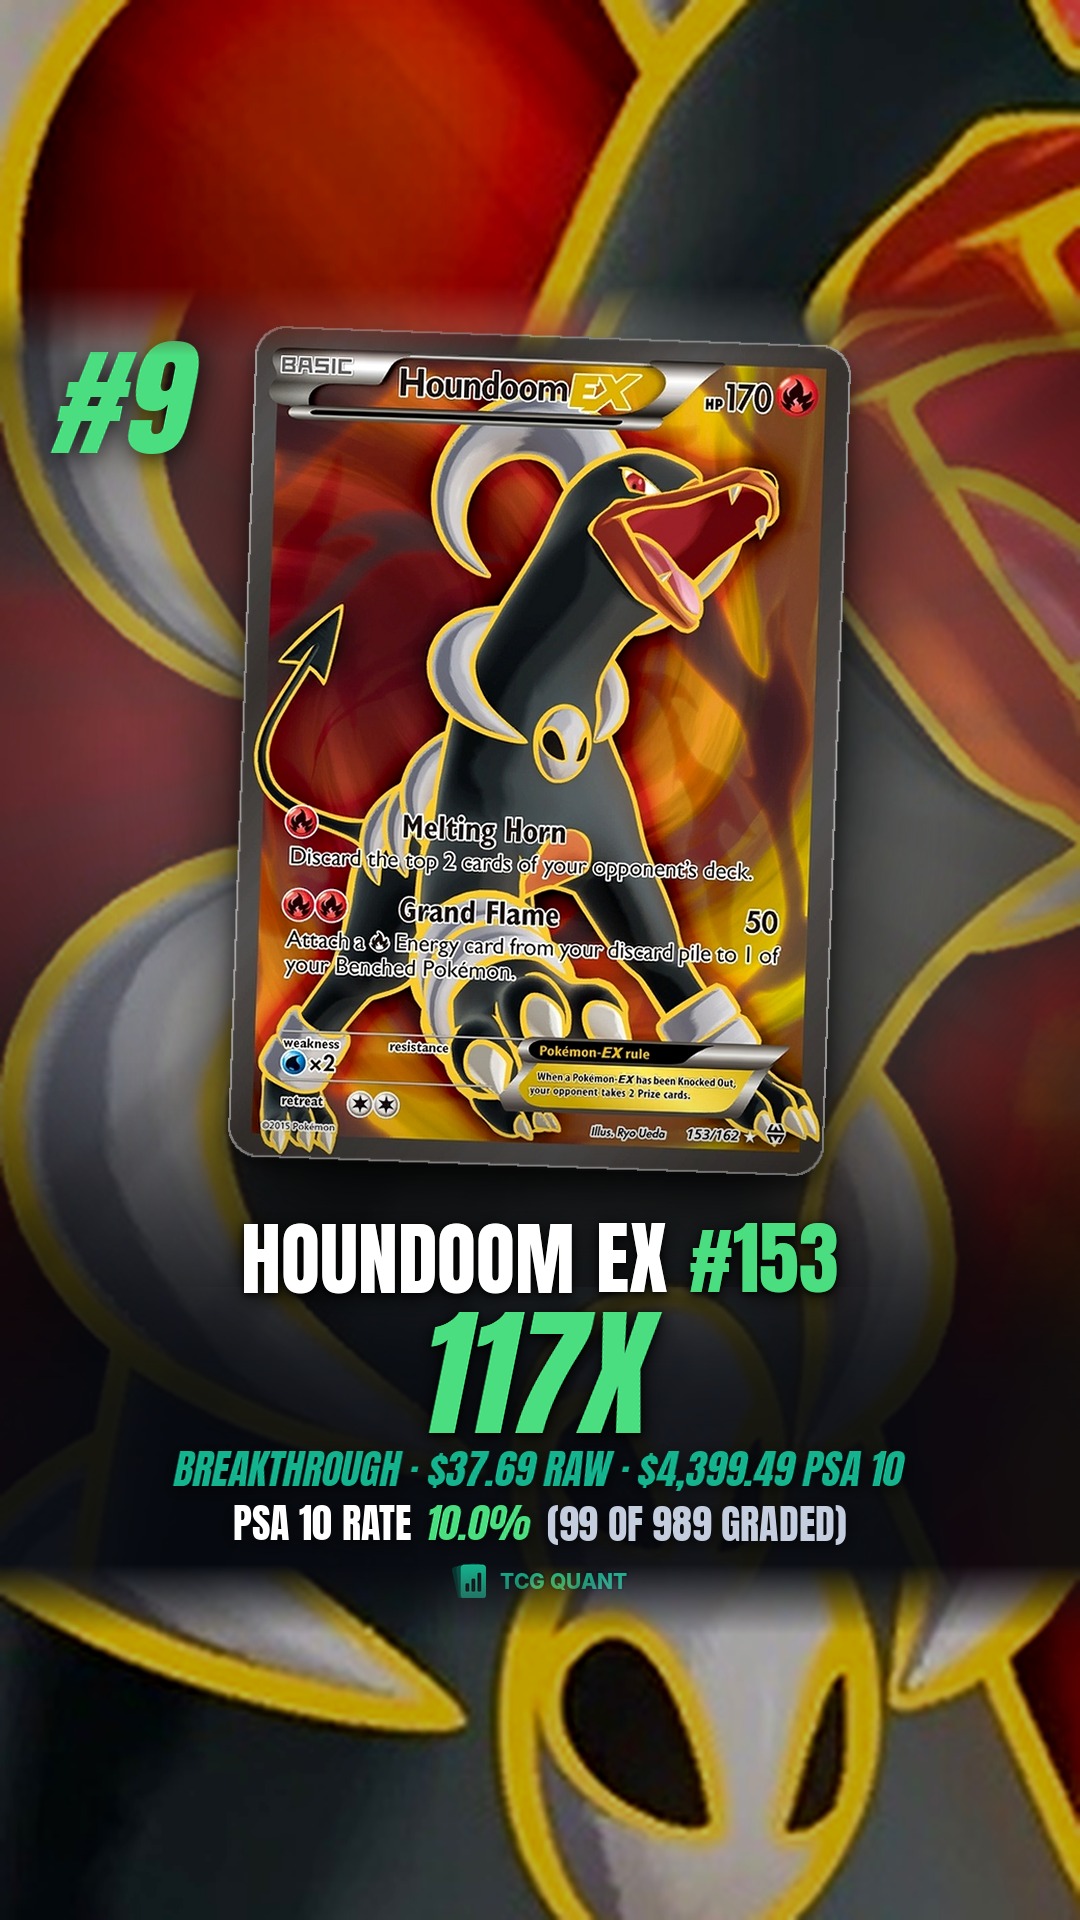 #9
BASIC
Houndoom EX
HP 170
Melting Horn
Discard the top 2 cards of your opponent's deck.
Grand Flame 50
Attach a Energy card from your discard pile to 1 of
your Benched Pokémon.
weakness
×2
resistance
retreat
Pokémon-EX rule
When a Pokémon-EX has been Knocked Out,
your opponent takes 2 Prize cards.
©2015 Pokémon
Illus. Ryo Ueda 153/162
HOUNDOOM EX #153
117X
BREAKTHROUGH · $37.69 RAW · $4,399.49 PSA 10
PSA 10 RATE 10.0% (99 OF 989 GRADED)
TCG QUANT